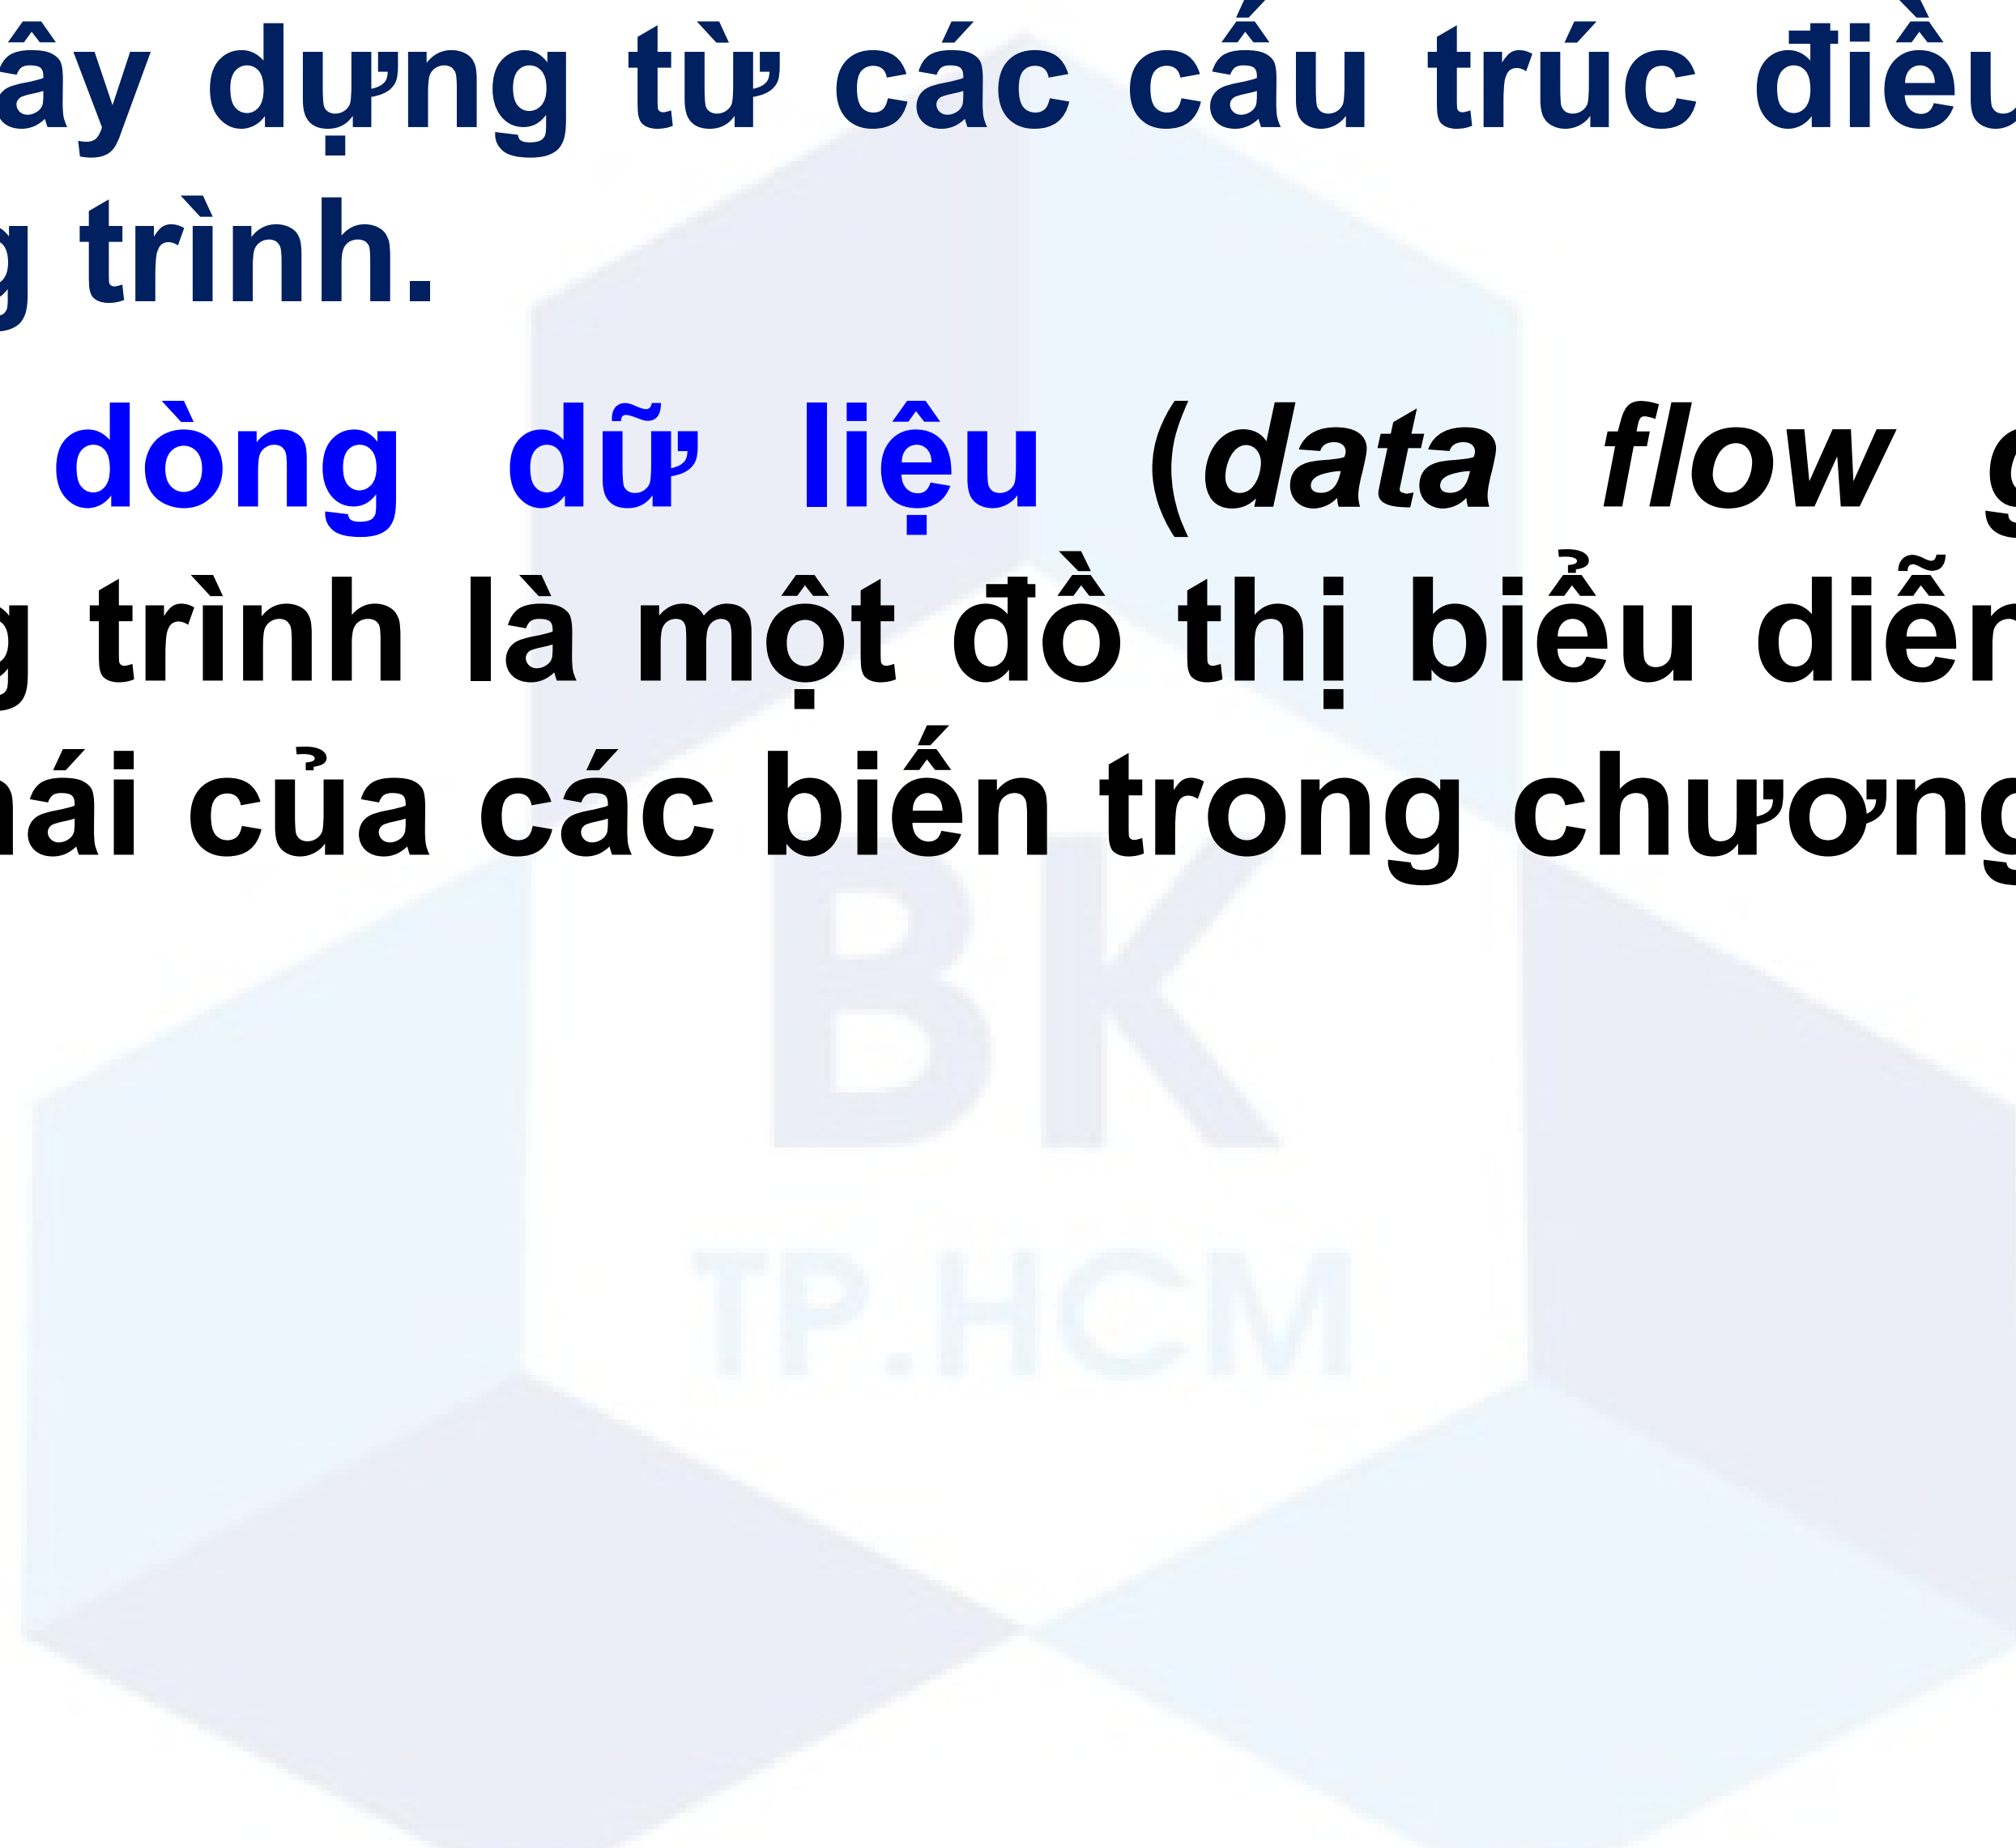 ây dựng từ các cấu trúc điều
g trình.
dòng dữ liệu (data flow g
g trình là một đồ thị biểu diễn
ái của các biến trong chương
BK
TP.HCM